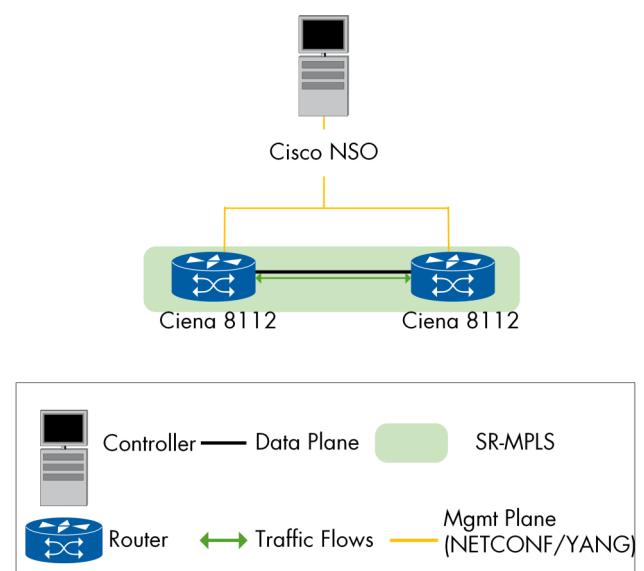 Cisco NSO
Ciena 8112
Ciena 8112
Controller
Data Plane
SR-MPLS
Router
Traffic Flows
Mgmt Plane
(NETCONF/YANG)